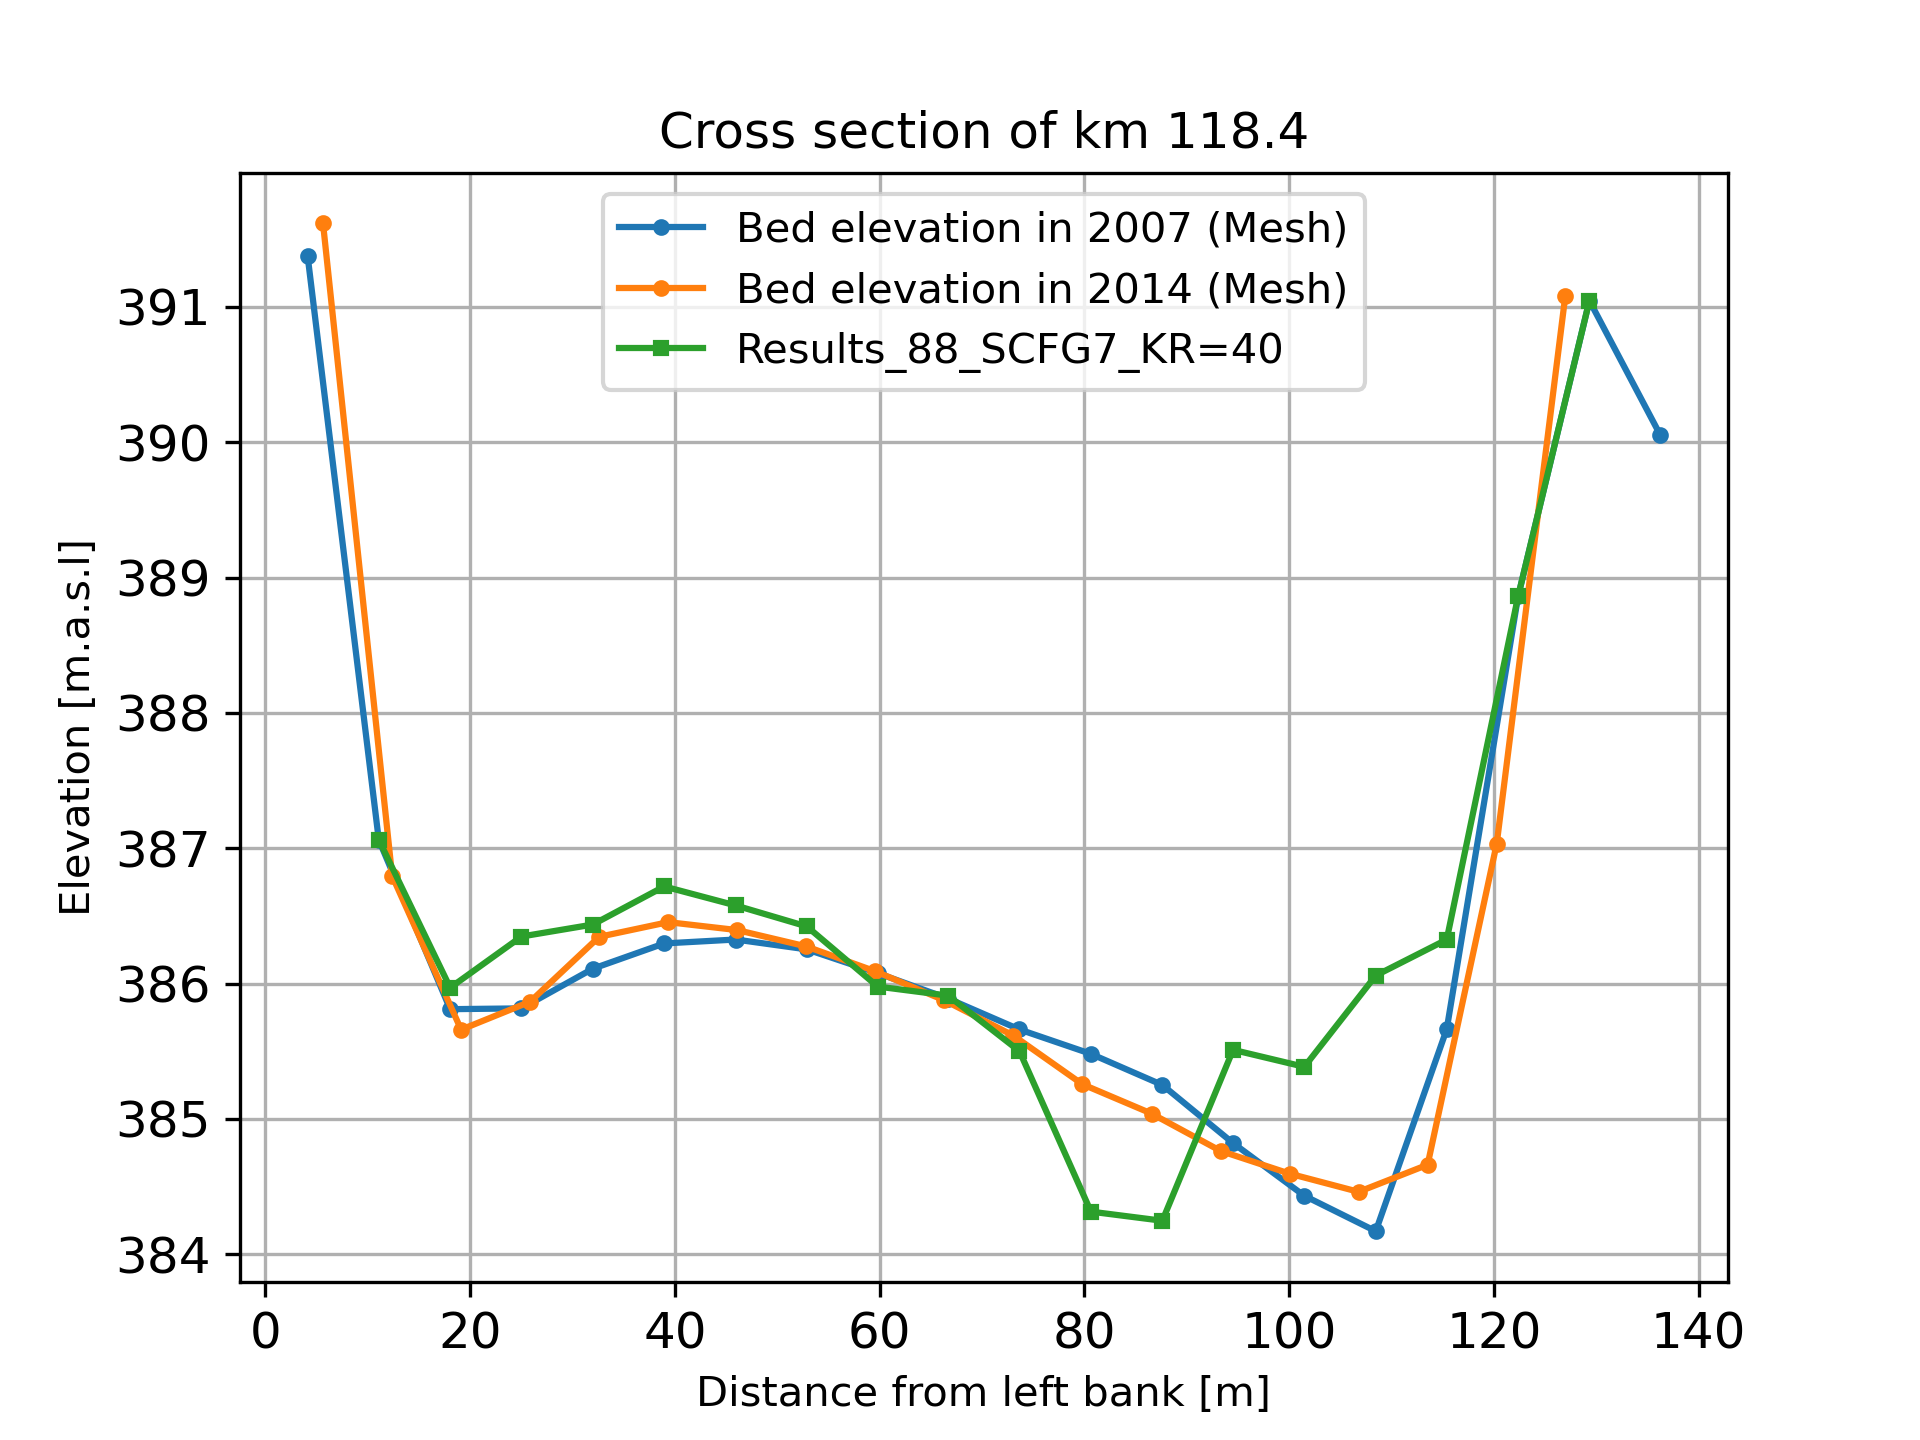 Cross section of km 118.4
Bed elevation in 2007 (Mesh)
Bed elevation in 2014 (Mesh)
Results_88_SCFG7_KR=40
Elevation [m.a.s.l]
391
390
389
388
387
386
385
384
0 20 40 60 80 100 120 140
Distance from left bank [m]